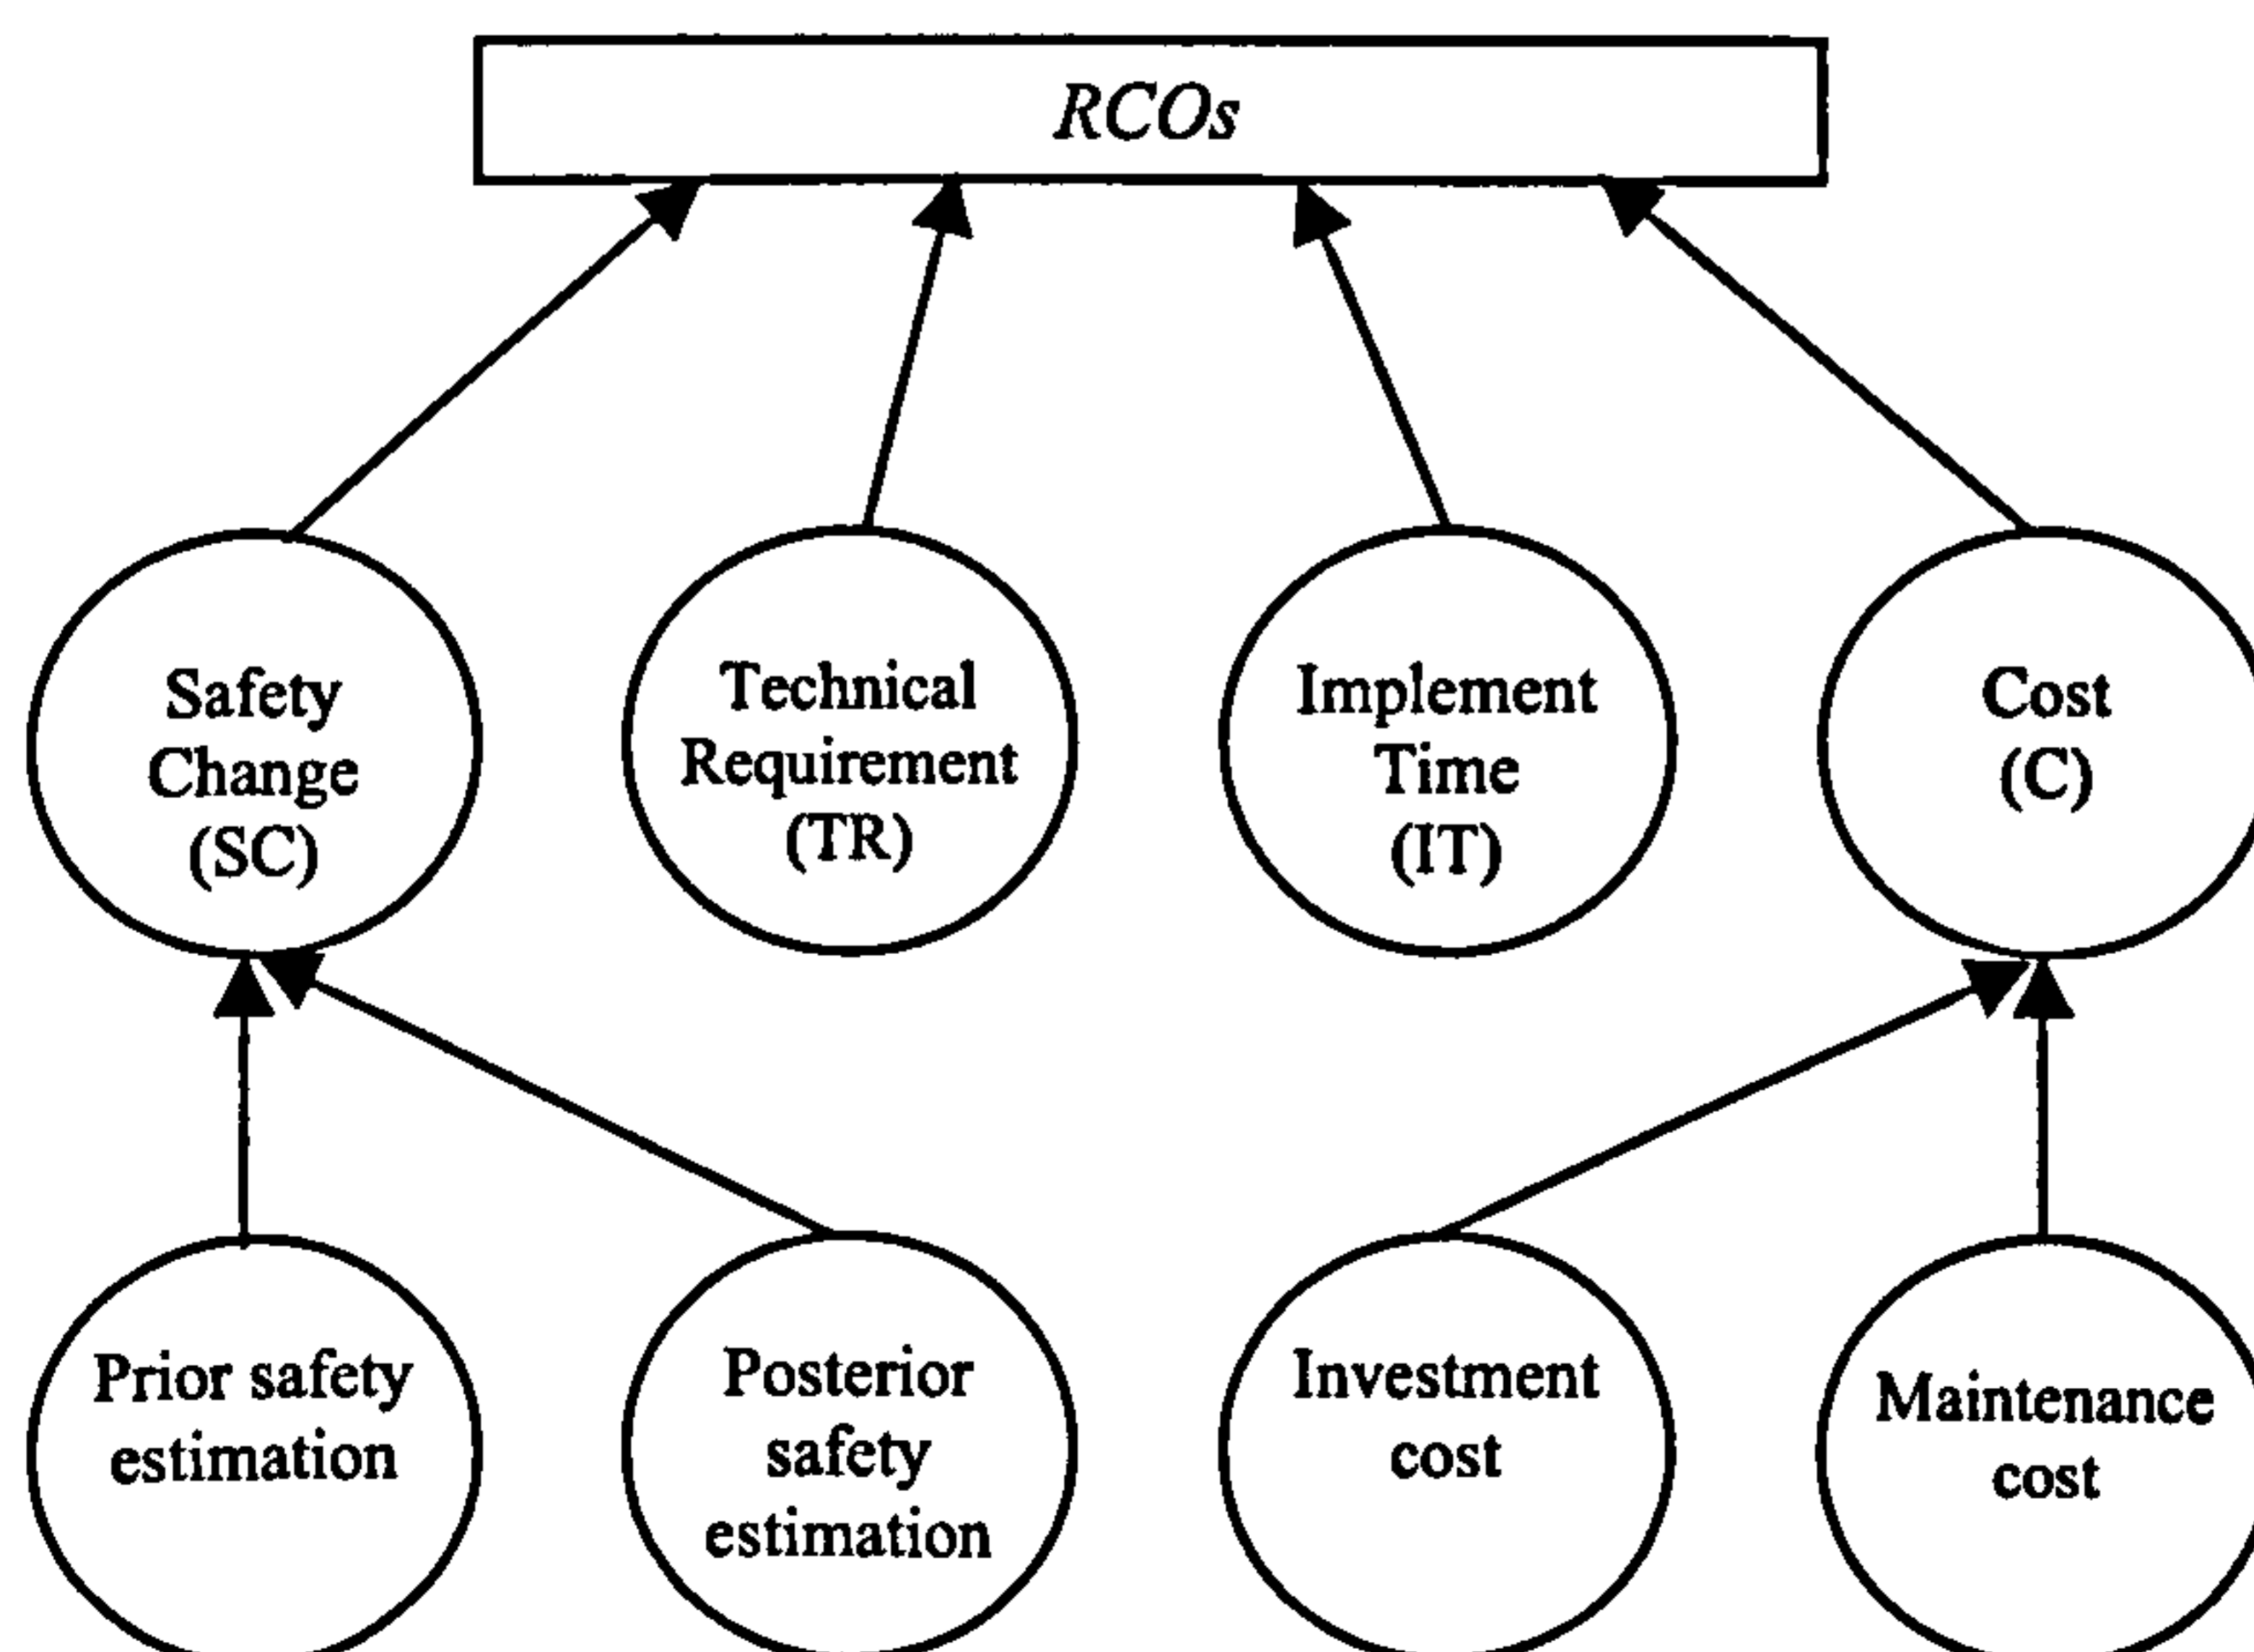 RCOs
Safety
Change
(SC)
Technical
Requirement
(TR)
Implement
Time
(IT)
Cost
(C)
Prior safety
estimation
Posterior
safety
estimation
Investment
cost
Maintenance
cost